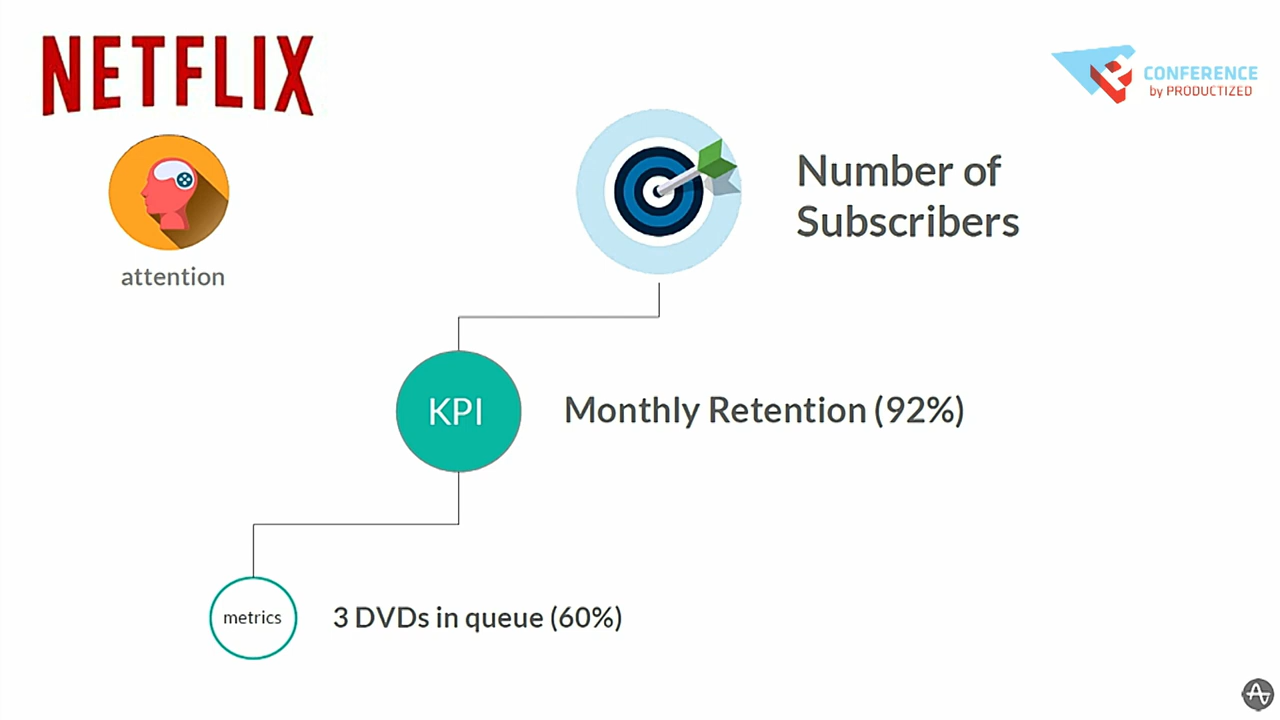 NETFLIX
CONFERENCE
by PRODUCTIZED
attention
Number of
Subscribers
KPI
Monthly Retention (92%)
metrics
3 DVDs in queue (60%)